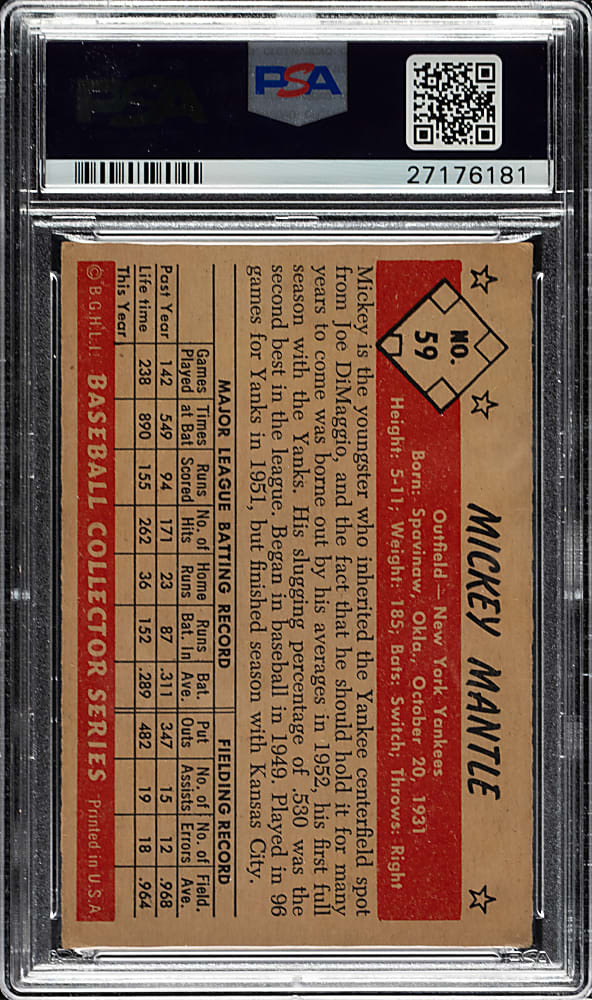 PSA
PSA
27176181
MICKEY MANTLE
NO.
59
Outfield — New York Yankees
Born: Spavinaw, Okla., October 20, 1931
Height: 5-11; Weight: 185; Bats: Switch; Throws: Right
Mickey is the youngster who inherited the Yankee centerfield spot
from Joe DiMaggio, and the fact that he should hold it for many
years to come was borne out by his averages in 1952, his first full
season with the Yanks. His slugging percentage of .530 was the
second best in the league. Began in baseball in 1949. Played in 96
games for Yanks in 1951, but finished season with Kansas City.
MAJOR LEAGUE BATTING RECORD FIELDING RECORD
Games Times Runs No. of Home Runs Bat. Put No. of No. of Field.
Played at Bat Scored Hits Runs Bat. In Ave. Outs Assists Errors Ave.
Past Year 142 549 94 171 23 87 .311 347 15 12 .968
Life time 238 890 155 262 36 152 .289 482 19 18 .964
This Year
© B.G.H.L.I. BASEBALL COLLECTOR SERIES Printed in U.S.A.